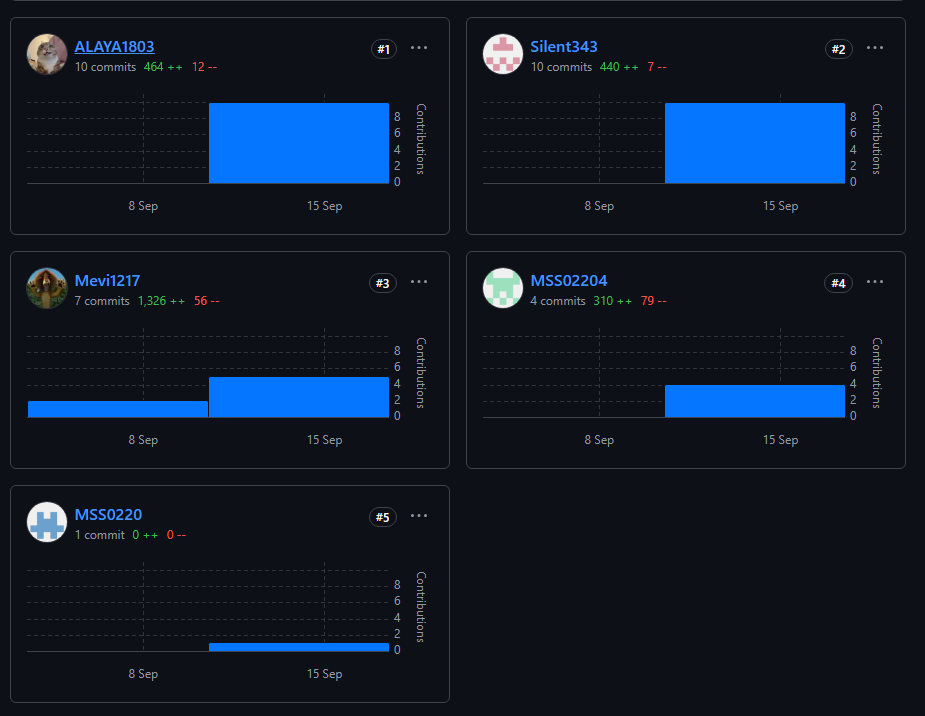 ALAYA1803 #1 ...
10 commits 464 ++ 12 --
8
6
4
2
0
Contributions
8 Sep 15 Sep
Silent343 #2 ...
10 commits 440 ++ 7 --
8
6
4
2
0
Contributions
8 Sep 15 Sep
Mevi1217 #3 ...
7 commits 1,326 ++ 56 --
8
6
4
2
0
Contributions
8 Sep 15 Sep
MSS02204 #4 ...
4 commits 310 ++ 79 --
8
6
4
2
0
Contributions
8 Sep 15 Sep
MSS0220 #5 ...
1 commit 0 ++ 0 --
8
6
4
2
0
Contributions
8 Sep 15 Sep